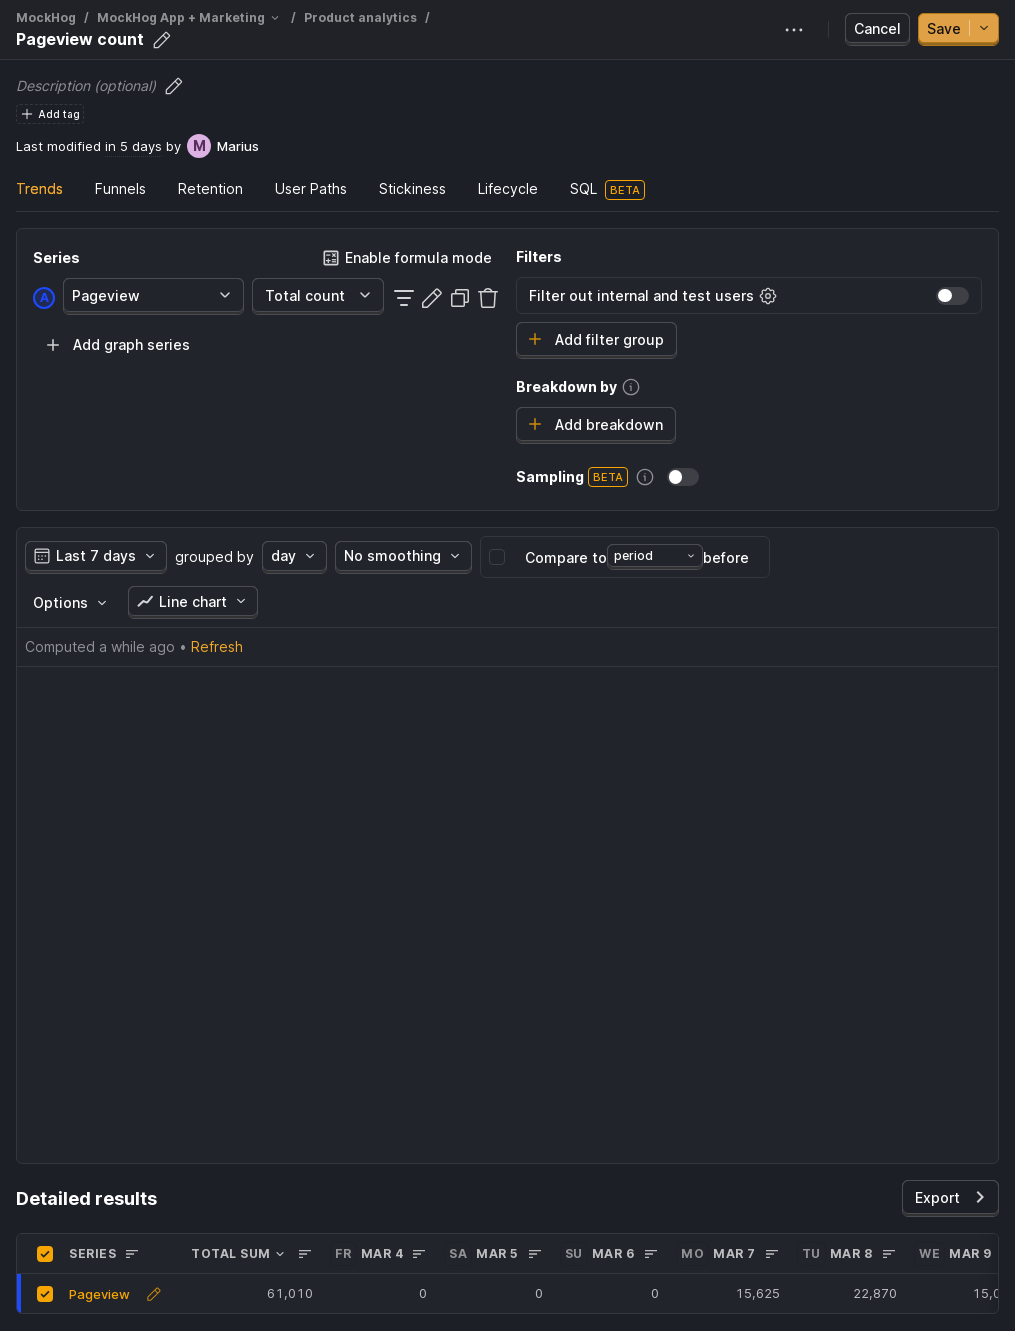 MockHog / MockHog App + Marketing / Product analytics /
Pageview count
Cancel
Save
Description (optional)
Add tag
Last modified in 5 days by M Marius
Trends Funnels Retention User Paths Stickiness Lifecycle SQL BETA
Series
Enable formula mode
A Pageview Total count
Add graph series
Filters
Filter out internal and test users
Add filter group
Breakdown by
Add breakdown
Sampling BETA
Last 7 days grouped by day No smoothing Compare to period before
Options Line chart
Computed a while ago • Refresh
Detailed results
Export
SERIES TOTAL SUM FR MAR 4 SA MAR 5 SU MAR 6 MO MAR 7 TU MAR 8 WE MAR 9
Pageview 61,010 0 0 0 15,625 22,870